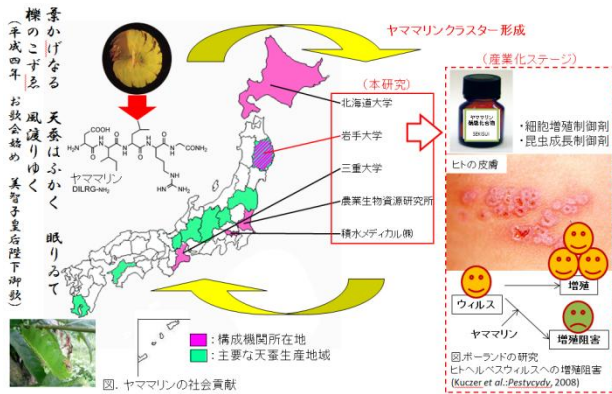 葉かげなる 天蚕はふかく 眠りゐて
櫟のこずゑ 風渡りゆく
(平成四年 お歌会始め 美智子皇后陛下御歌)
COOH
NH₂
ヤママリン
DILRG-NH₂
ヤママリンクラスター形成
(本研究)
北海道大学
岩手大学
三重大学
農業生物資源研究所
積水メディカル㈱
:構成機関所在地
:主要な天蚕生産地域
図. ヤママリンの社会貢献
(産業化ステージ)
ヤママリン
SEKISUI
・細胞増殖制御剤
・昆虫成長制御剤
ヒトの皮膚
ウィルス
増殖
ヤママリン
増殖阻害
図.ポーランドの研究
ヒトヘルペスウィルスへの増殖阻害
(Kuczer et al.:Pestycydy, 2008)